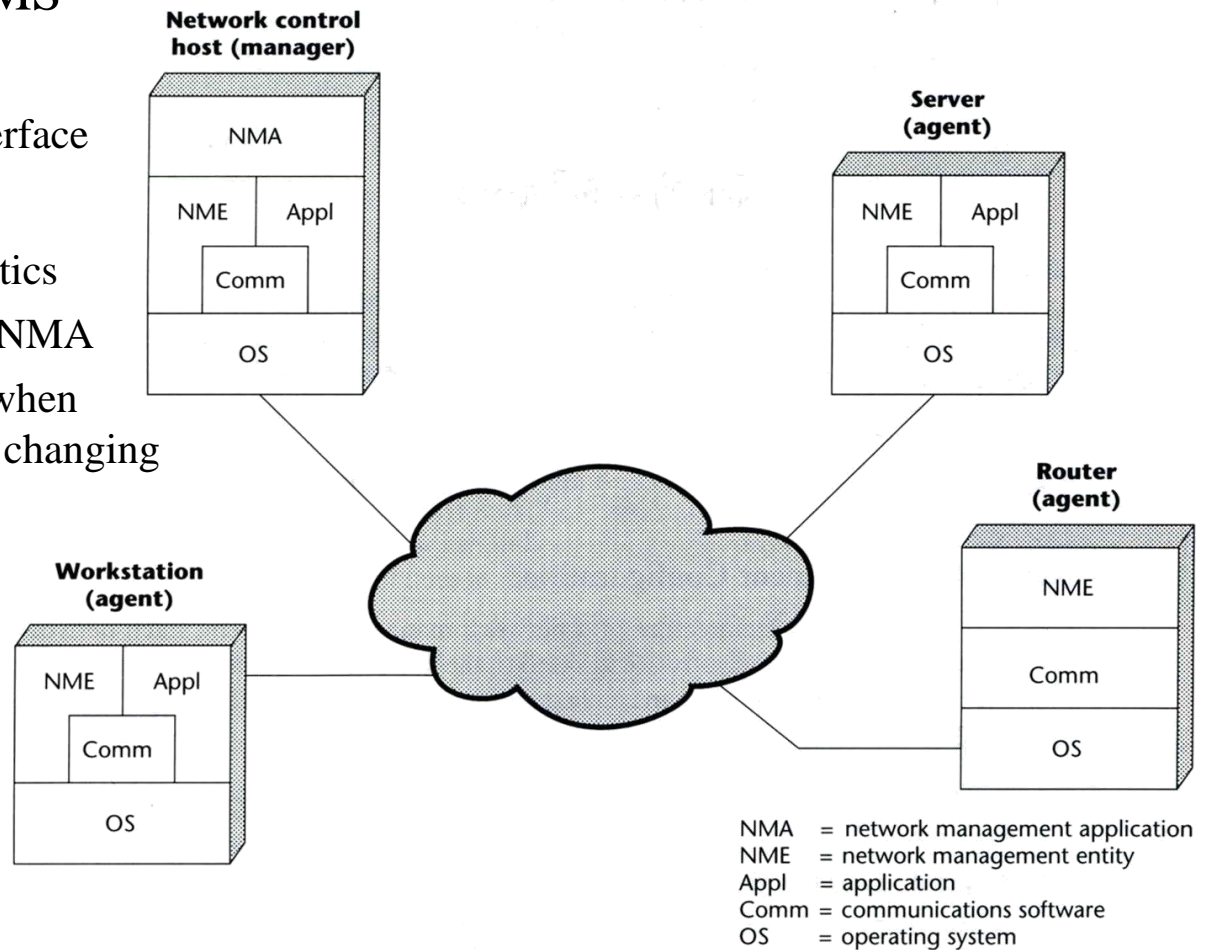 MS
erface
tics
NMA
when
changing
Network control
host (manager)
NMA
NME Appl
Comm
OS
Server
(agent)
NME Appl
Comm
OS
Router
(agent)
NME
Comm
OS
Workstation
(agent)
NME Appl
Comm
OS
NMA = network management application
NME = network management entity
Appl = application
Comm = communications software
OS = operating system